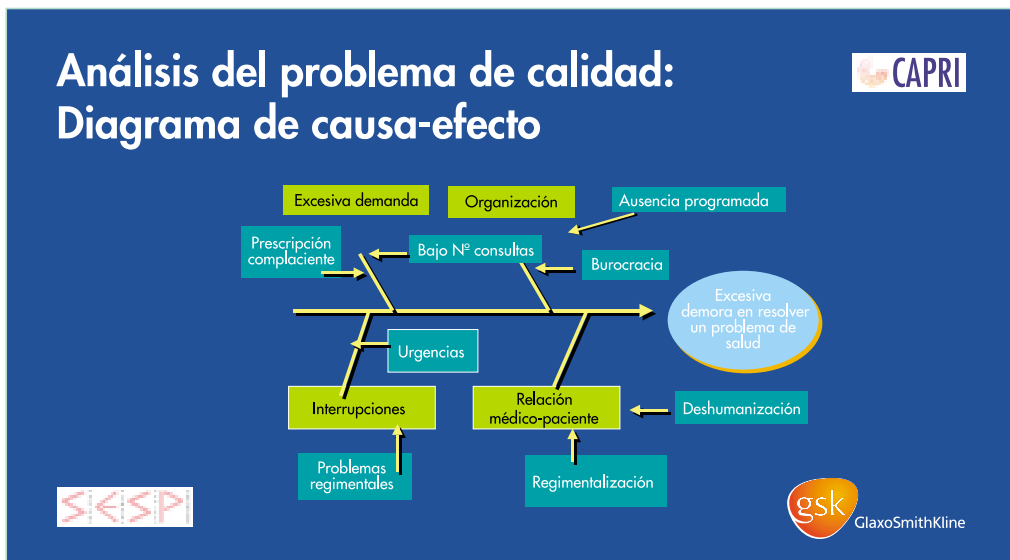 Análisis del problema de calidad:
Diagrama de causa-efecto
CAPRI
Excesiva demanda
Organización
Ausencia programada
Prescripción
complaciente
Bajo Nº consultas
Burocracia
Excesiva
demora en resolver
un problema de
salud
Urgencias
Interrupciones
Relación
médico-paciente
Deshumanización
Problemas
regimentales
Regimentalización
SESPI
gsk
GlaxoSmithKline